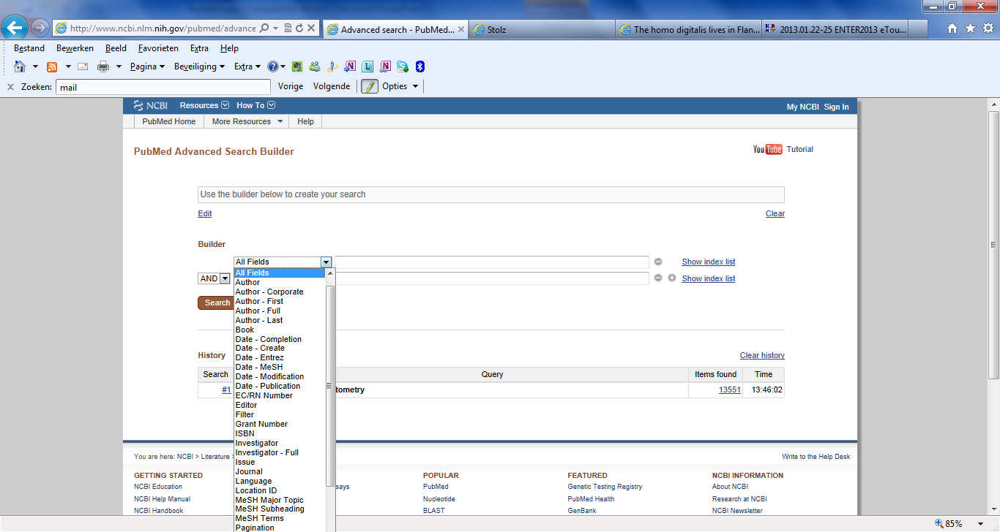 http://www.ncbi.nlm.nih.gov/pubmed/advance
Advanced search - PubMed...
Stolz
The homo digitalis lives in Flan...
2013.01.22-25 ENTER2013 eTou...
Bestand Bewerken Beeld Favorieten Extra Help
Pagina Beveiliging Extra
Zoeken: mail Vorige Volgende Opties
NCBI Resources How To My NCBI Sign In
PubMed Home More Resources Help
PubMed Advanced Search Builder
YouTube Tutorial
Use the builder below to create your search
Edit Clear
Builder
All Fields Show index list
AND Show index list
Search
All Fields
Author
Author - Corporate
Author - First
Author - Full
Author - Last
Book
Date - Completion
Date - Create
Date - Entrez
Date - MeSH
Date - Modification
Date - Publication
EC/RN Number
Editor
Filter
Grant Number
ISBN
Investigator
Investigator - Full
Issue
Journal
Language
Location ID
MeSH Major Topic
MeSH Subheading
MeSH Terms
Pagination
History Clear history
Search Query Items found Time
#1 tometry 13551 13:46:02
You are here: NCBI > Literature > Write to the Help Desk
GETTING STARTED
NCBI Education
NCBI Help Manual
NCBI Handbook
says
POPULAR
PubMed
Nucleotide
BLAST
FEATURED
Genetic Testing Registry
PubMed Health
GenBank
NCBI INFORMATION
About NCBI
Research at NCBI
NCBI Newsletter
85%